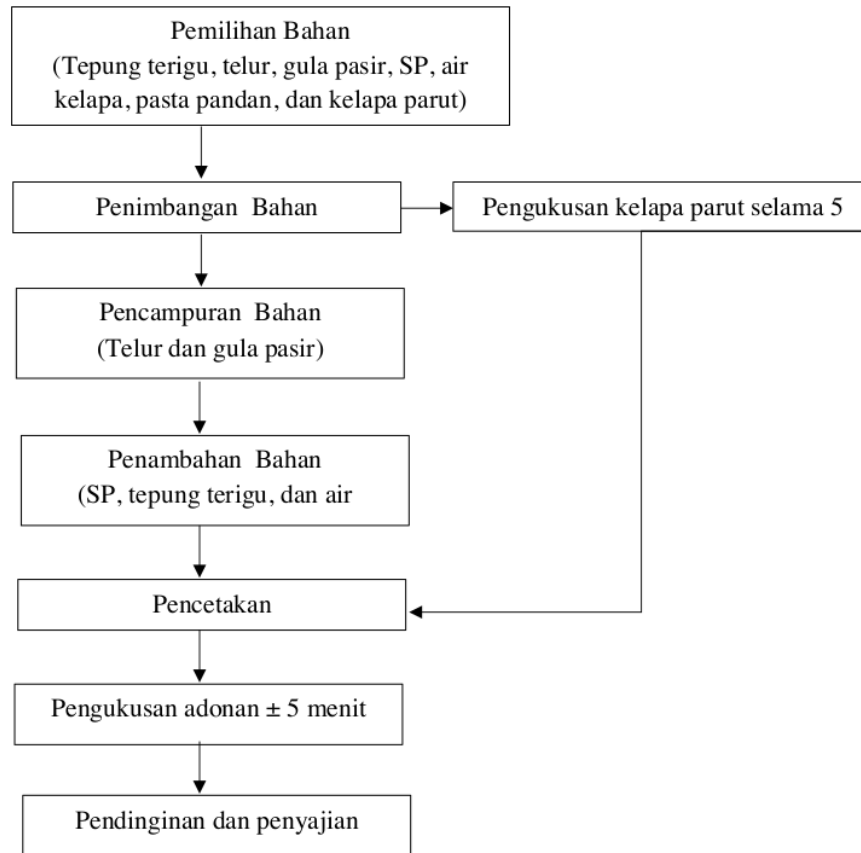 Pemilihan Bahan
(Tepung terigu, telur, gula pasir, SP, air
kelapa, pasta pandan, dan kelapa parut)
Penimbangan Bahan
Pengukusan kelapa parut selama 5
Pencampuran Bahan
(Telur dan gula pasir)
Penambahan Bahan
(SP, tepung terigu, dan air
Pencetakan
Pengukusan adonan ± 5 menit
Pendinginan dan penyajian